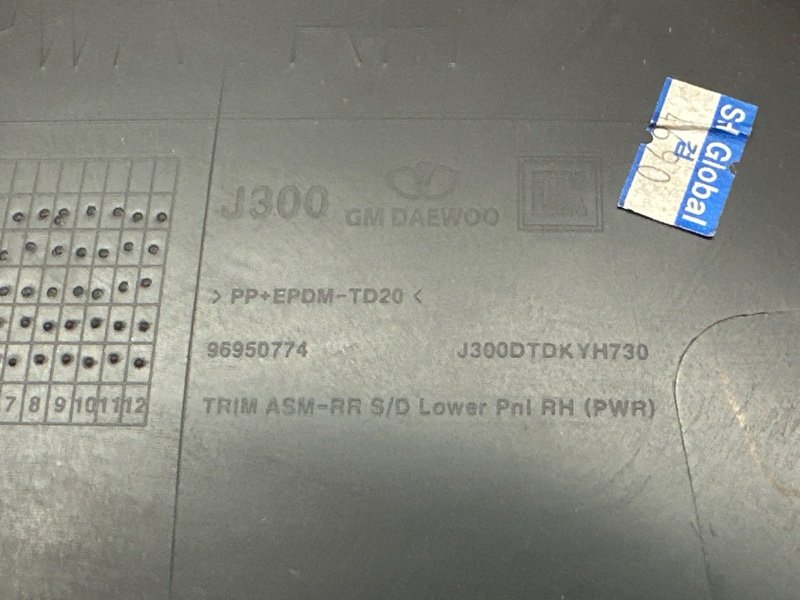 J300 GM DAEWOO
> PP+EPDM-TD20 <
96950774 J300DTDKYH730
TRIM ASM-RR S/D Lower Pnl RH (PWR)
7 8 9 10 11 12
Global
검